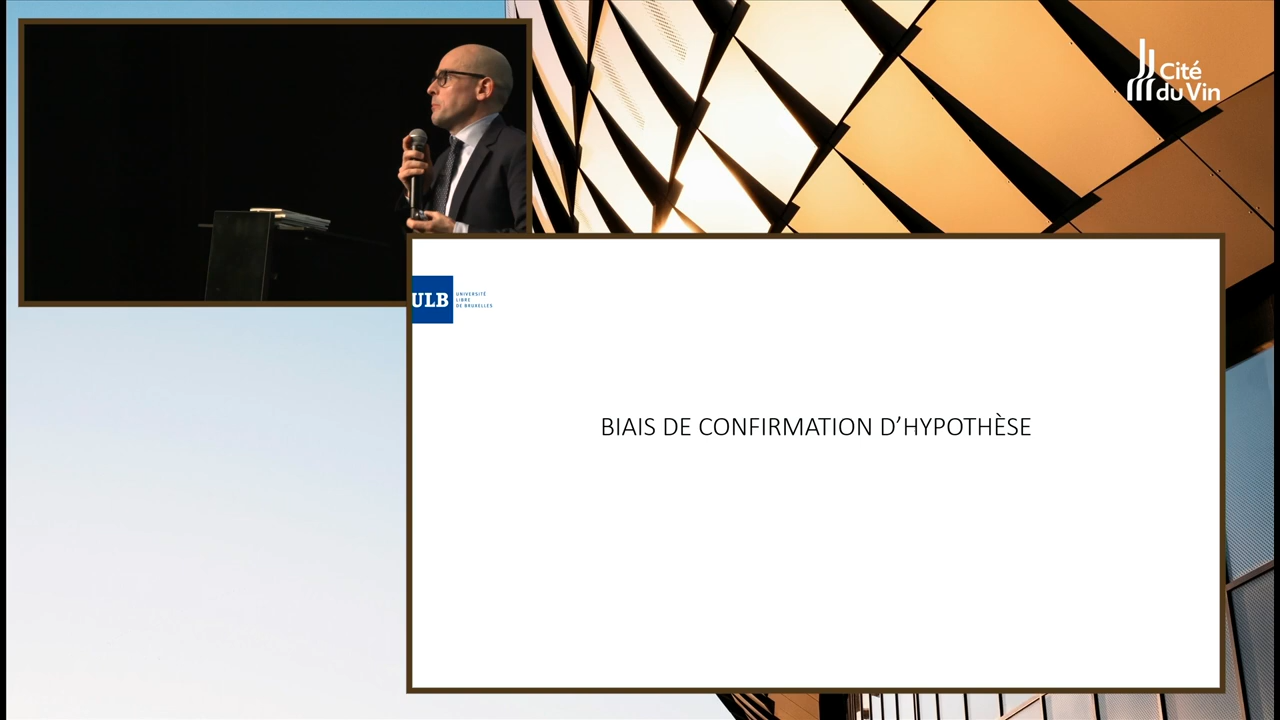 Cité
du Vin
ULB
UNIVERSITÉ
LIBRE
DE BRUXELLES
BIAIS DE CONFIRMATION D’HYPOTHÈSE